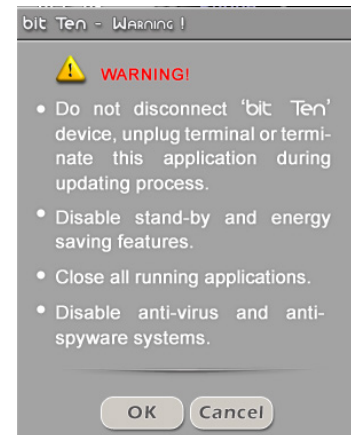 bit Ten - Warning !
WARNING!
• Do not disconnect 'bit Ten'
device, unplug terminal or termi-
nate this application during
updating process.
• Disable stand-by and energy
saving features.
• Close all running applications.
• Disable anti-virus and anti-
spyware systems.
OK Cancel